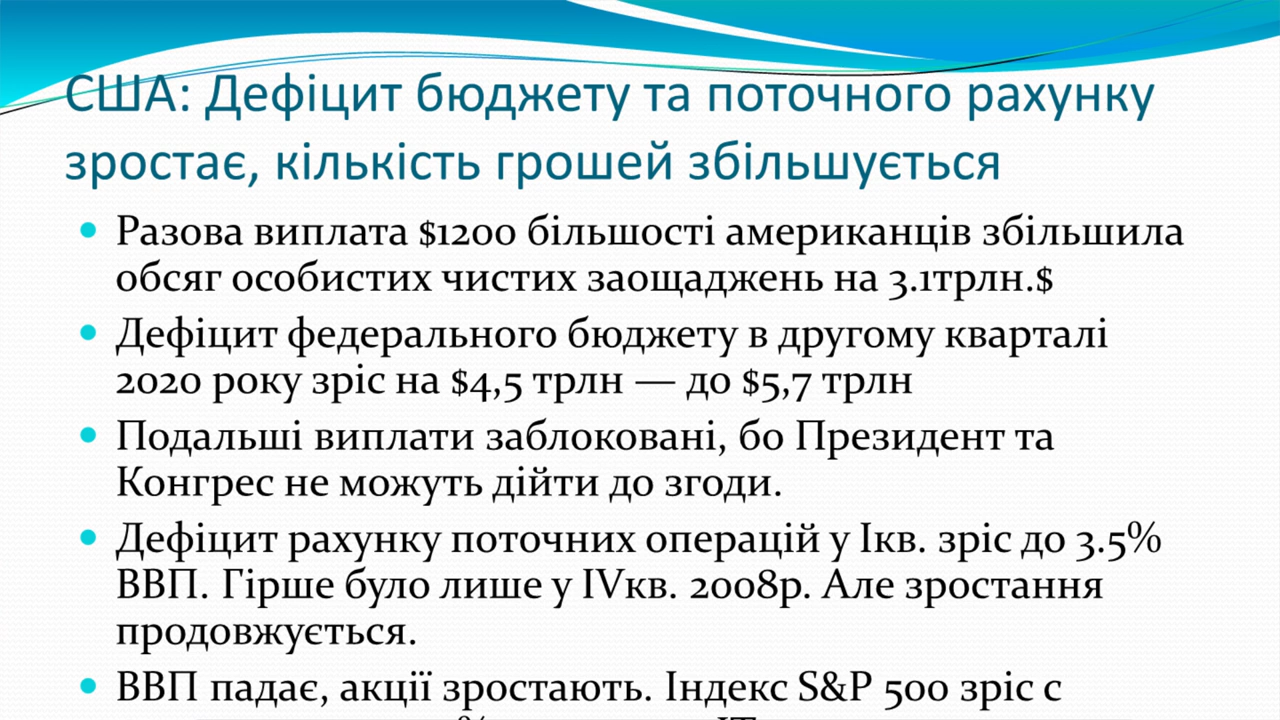 США: Дефіцит бюджету та поточного рахунку
зростає, кількість грошей збільшується
• Разова виплата $1200 більшості американців збільшила
обсяг особистих чистих заощаджень на 3.1трлн.$
• Дефіцит федерального бюджету в другому кварталі
2020 року зріс на $4,5 трлн — до $5,7 трлн
• Подальші виплати заблоковані, бо Президент та
Конгрес не можуть дійти до згоди.
• Дефіцит рахунку поточних операцій у Ікв. зріс до 3.5%
ВВП. Гірше було лише у IVкв. 2008р. Але зростання
продовжується.
• ВВП падає, акції зростають. Індекс S&P 500 зріс с